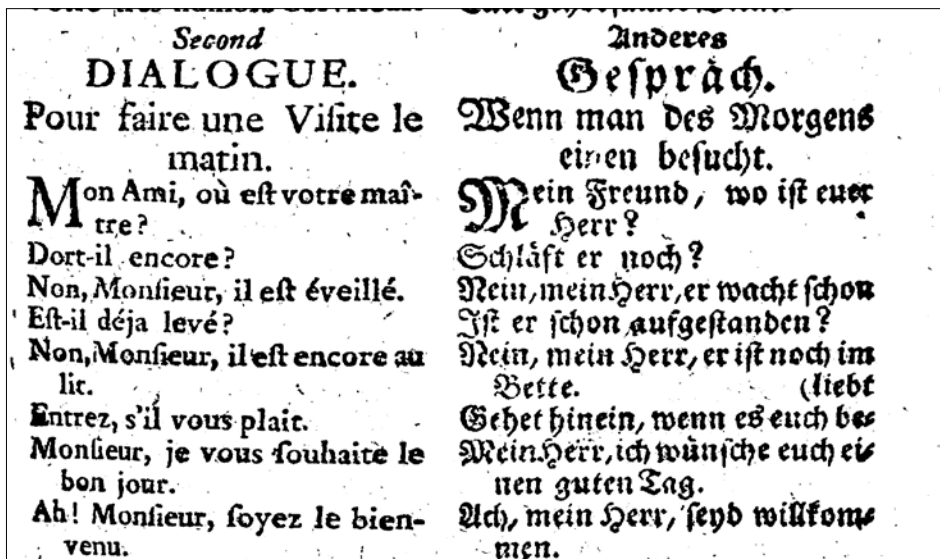 Second
DIALOGUE.
Pour faire une Viſite le
matin.
Mon Ami, où eſt votre maî-
tre?
Dort-il encore?
Non, Monſieur, il eſt éveillé.
Eſt-il déja levé?
Non, Monſieur, il eſt encore au
lit.
Entrez, s'il vous plait.
Monſieur, je vous ſouhaite le
bon jour.
Ah! Monſieur, ſoyez le bien-
venu.
Anderes
Geſpräch.
Wenn man des Morgens
einen beſucht.
Mein Freund, wo iſt euer
Herr?
Schläft er noch?
Nein, mein Herr, er wacht ſchon
Iſt er ſchon aufgeſtanden?
Nein, mein Herr, er iſt noch im
Bette. (liebt
Gehet hinein, wenn es euch be-
Mein Herr, ich wünſche euch ei-
nen guten Tag.
Ach, mein Herr, ſeyd willkom-
men.